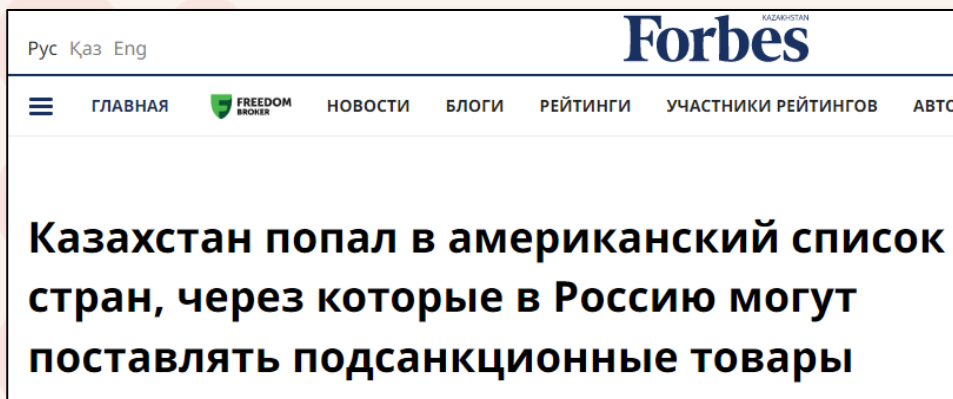 Рус Қаз Eng
KAZAKHSTAN
Forbes
ГЛАВНАЯ FREEDOM BROKER НОВОСТИ БЛОГИ РЕЙТИНГИ УЧАСТНИКИ РЕЙТИНГОВ АВТО
Казахстан попал в американский список
стран, через которые в Россию могут
поставлять подсанкционные товары